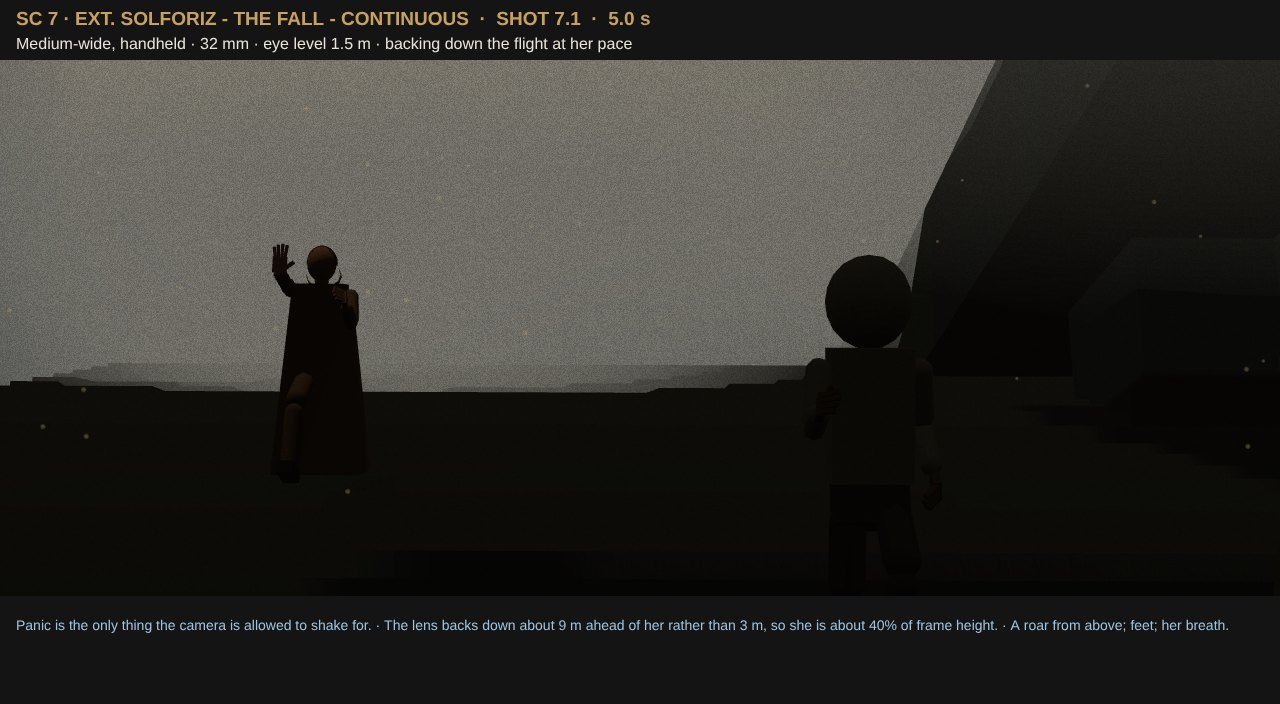 SC 7 · EXT. SOLFORIZ - THE FALL - CONTINUOUS · SHOT 7.1 · 5.0 s
Medium-wide, handheld · 32 mm · eye level 1.5 m · backing down the flight at her pace
Panic is the only thing the camera is allowed to shake for. · The lens backs down about 9 m ahead of her rather than 3 m, so she is about 40% of frame height. · A roar from above; feet; her breath.